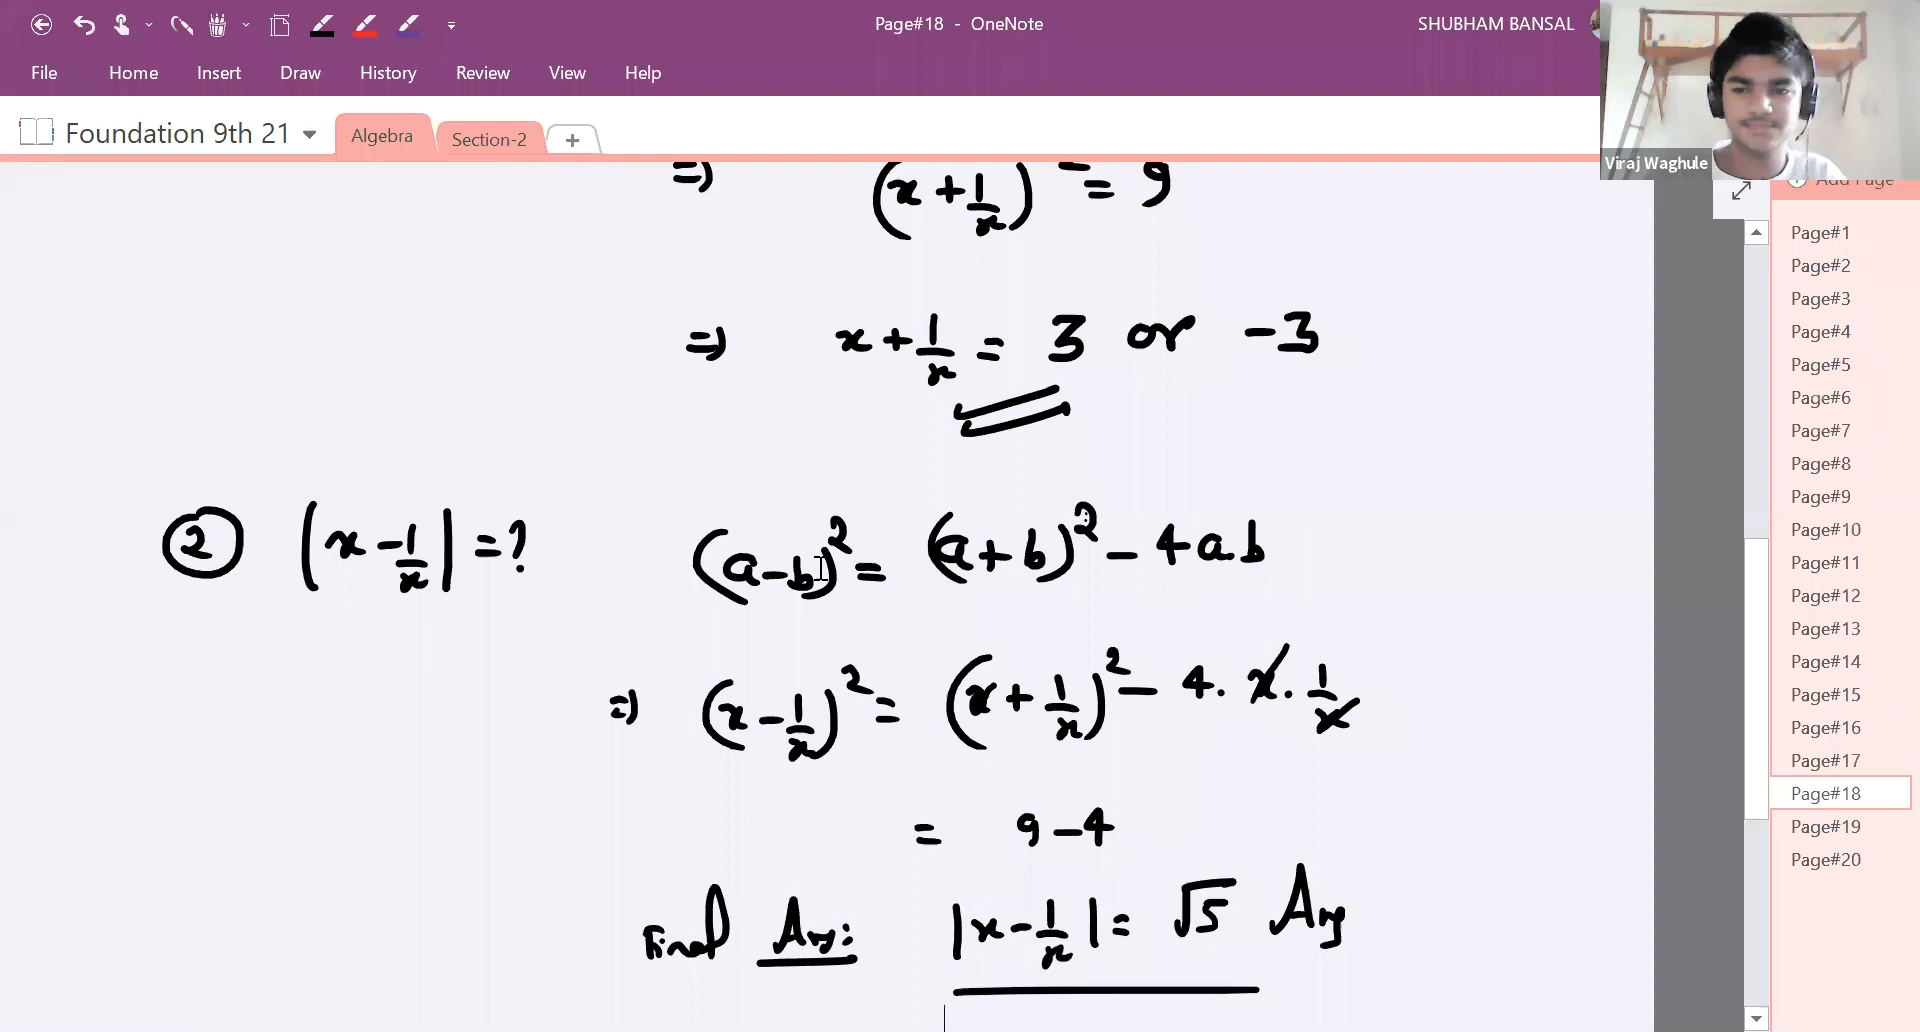 Page#18 - OneNote
SHUBHAM BANSAL
File Home Insert Draw History Review View Help
Viraj Waghule
Foundation 9th 21
Algebra
Section-2
+
Add Page
Page#1
Page#2
Page#3
Page#4
Page#5
Page#6
Page#7
Page#8
Page#9
Page#10
Page#11
Page#12
Page#13
Page#14
Page#15
Page#16
Page#17
Page#18
Page#19
Page#20
⇒ (x + 1/x)² = 9
⇒ x + 1/x = 3 or -3
② |x - 1/x| = ? (a-b)² = (a+b)² - 4ab
⇒ (x - 1/x)² = (x + 1/x)² - 4. x. 1/x
= 9-4
Final Ans: |x - 1/x| = √5 Ans